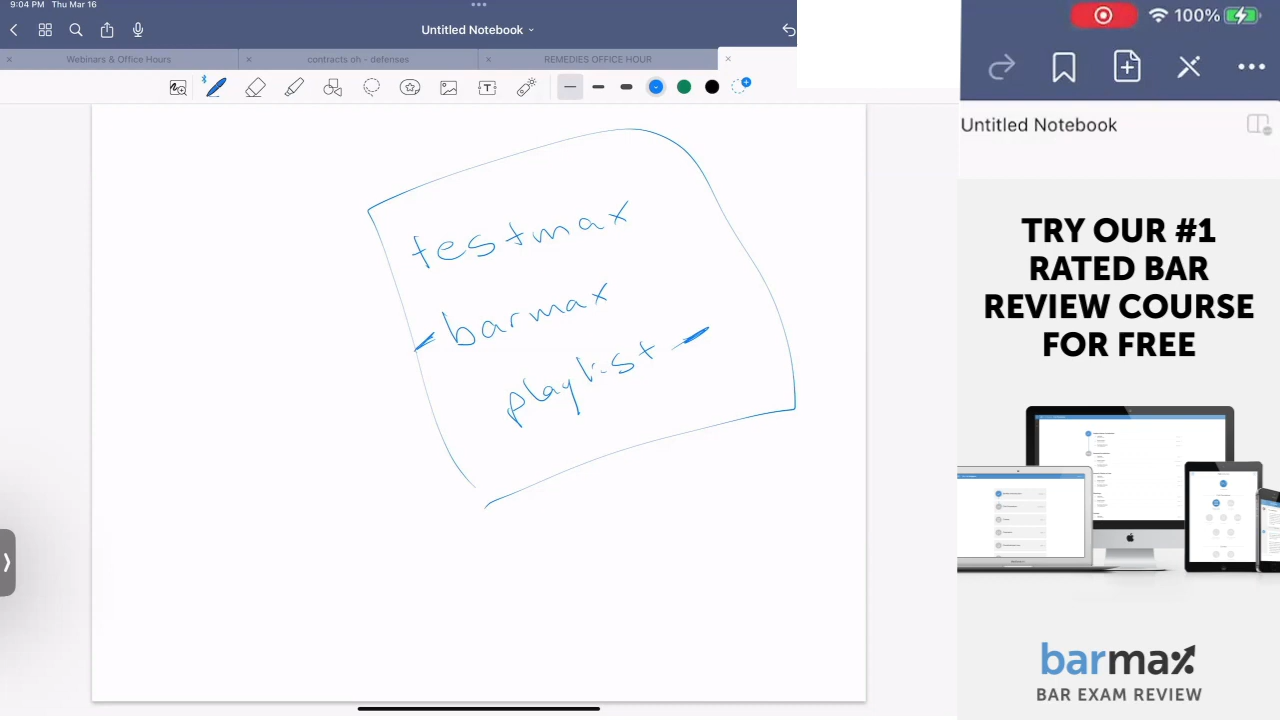 9:04 PM Thu Mar 16
100%
Untitled Notebook
Webinars & Office Hours
contracts oh - defenses
REMEDIES OFFICE HOUR
Untitled Notebook
testmax
barmax
playlist
TRY OUR #1
RATED BAR
REVIEW COURSE
FOR FREE
barmax
BAR EXAM REVIEW